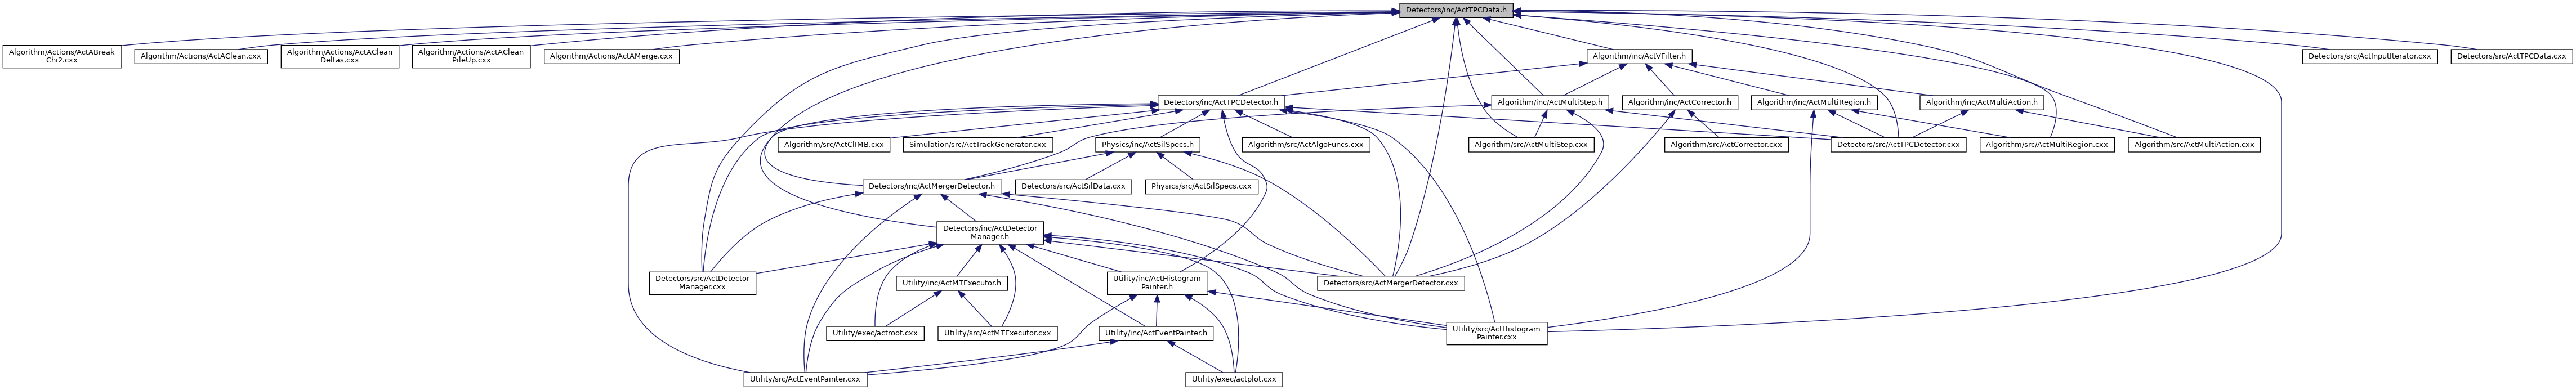 Detectors/inc/ActTPCData.h
Algorithm/Actions/ActABreak
Chi2.cxx
Algorithm/Actions/ActAClean.cxx
Algorithm/Actions/ActAClean
Deltas.cxx
Algorithm/Actions/ActAClean
PileUp.cxx
Algorithm/Actions/ActAMerge.cxx
Algorithm/inc/ActVFilter.h
Detectors/src/ActInputIterator.cxx
Detectors/src/ActTPCData.cxx
Detectors/inc/ActTPCDetector.h
Algorithm/inc/ActMultiStep.h
Algorithm/inc/ActCorrector.h
Algorithm/inc/ActMultiRegion.h
Algorithm/inc/ActMultiAction.h
Algorithm/src/ActClIMB.cxx
Simulation/src/ActTrackGenerator.cxx
Physics/inc/ActSilSpecs.h
Algorithm/src/ActAlgoFuncs.cxx
Algorithm/src/ActMultiStep.cxx
Algorithm/src/ActCorrector.cxx
Detectors/src/ActTPCDetector.cxx
Algorithm/src/ActMultiRegion.cxx
Algorithm/src/ActMultiAction.cxx
Detectors/inc/ActMergerDetector.h
Detectors/src/ActSilData.cxx
Physics/src/ActSilSpecs.cxx
Detectors/inc/ActDetector
Manager.h
Detectors/src/ActDetector
Manager.cxx
Utility/inc/ActMTExecutor.h
Utility/inc/ActHistogram
Painter.h
Detectors/src/ActMergerDetector.cxx
Utility/exec/actroot.cxx
Utility/src/ActMTExecutor.cxx
Utility/inc/ActEventPainter.h
Utility/src/ActHistogram
Painter.cxx
Utility/src/ActEventPainter.cxx
Utility/exec/actplot.cxx